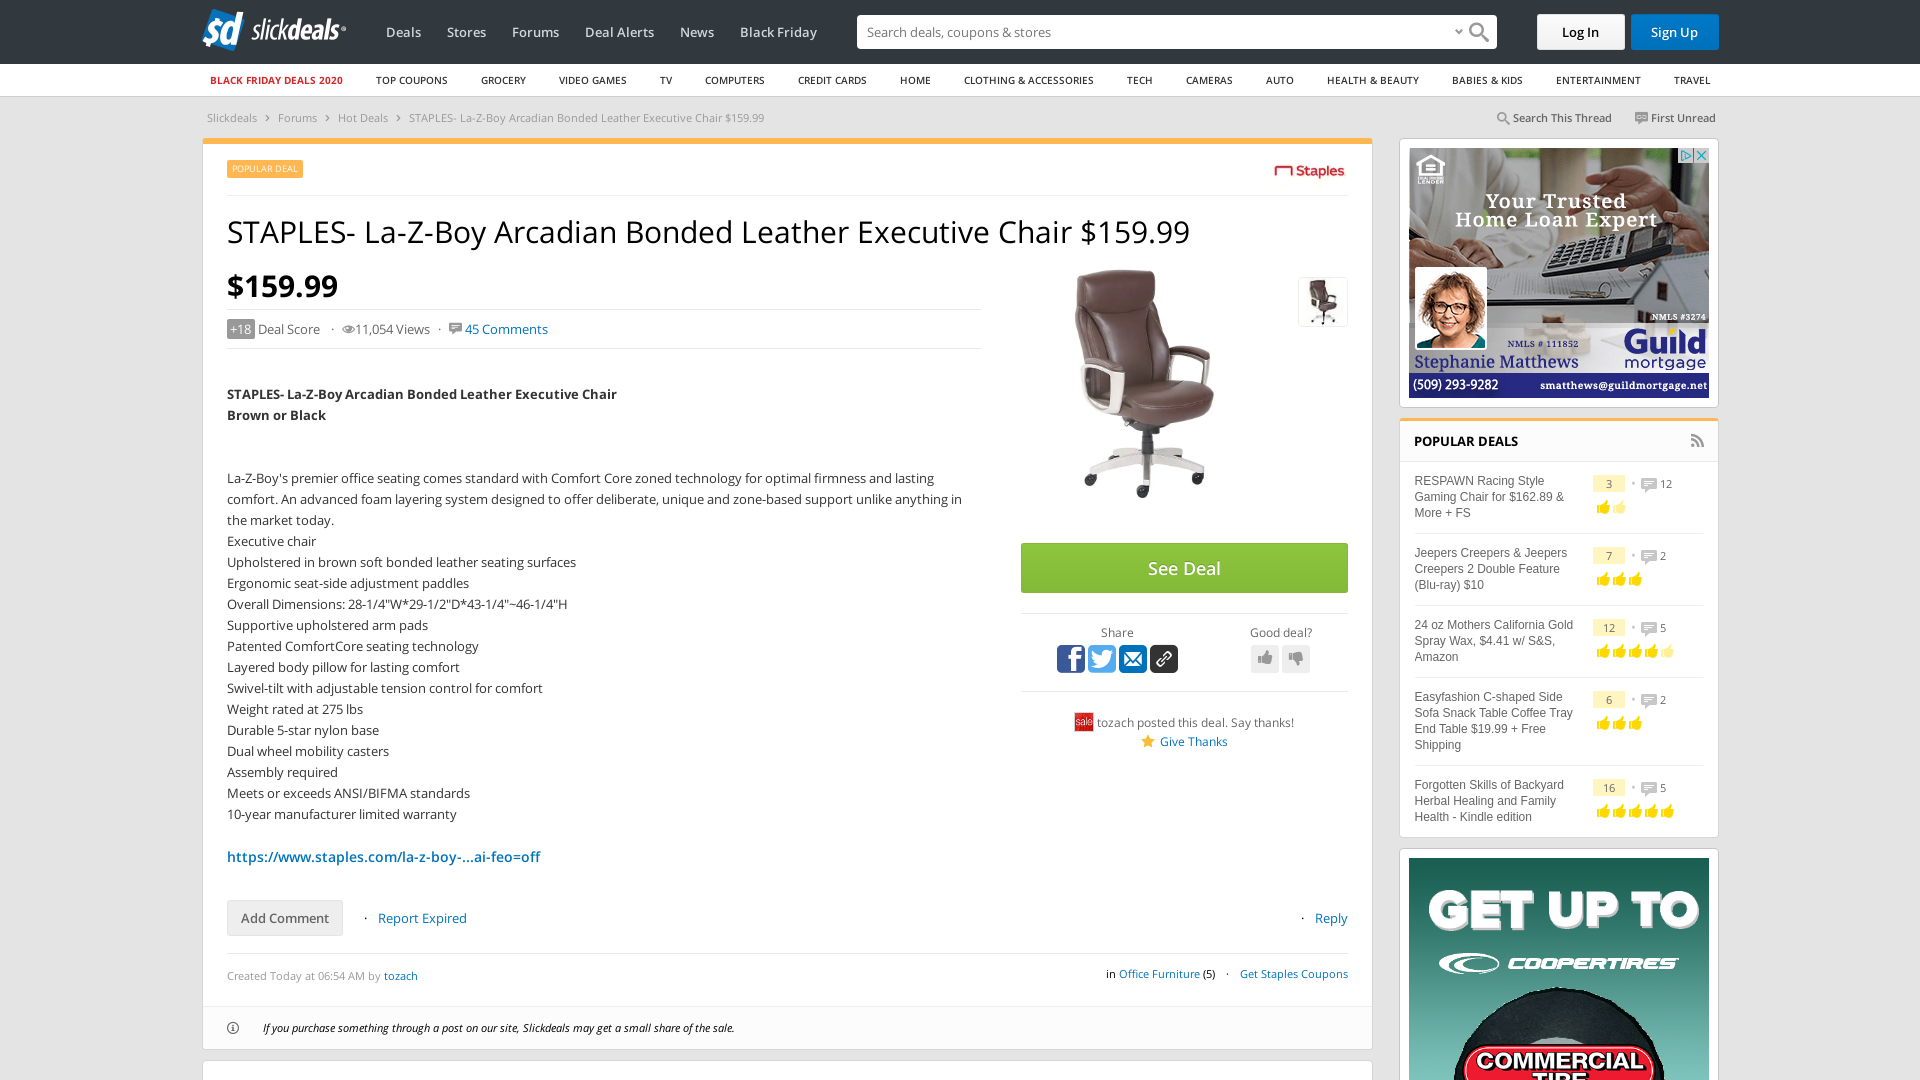 slickdeals
Deals Stores Forums Deal Alerts News Black Friday
Search deals, coupons & shops
Log In
Sign Up
BLACK FRIDAY DEALS 2020 TOP COUPONS GROCERY VIDEO GAMES TV COMPUTERS CREDIT CARDS HOME CLOTHING & ACCESSORIES TECH CAMERAS AUTO HEALTH & BEAUTY BABIES & KIDS ENTERTAINMENT TRAVEL
Slickdeals › Forums › Hot Deals › STAPLES- La-Z-Boy Arcadian Bonded Leather Executive Chair $159.99
Search This Thread
First Unread
POPULAR DEAL
Staples
STAPLES- La-Z-Boy Arcadian Bonded Leather Executive Chair $159.99
$159.99
+18 Deal Score · 11,054 Views · 45 Comments
STAPLES- La-Z-Boy Arcadian Bonded Leather Executive Chair
Brown or Black
La-Z-Boy's premier office seating comes standard with Comfort Core zoned technology for optimal firmness and lasting
comfort. An advanced foam layering system designed to offer deliberate, unique and zone-based support unlike anything in
the market today.
Executive chair
Upholstered in brown soft bonded leather seating surfaces
Ergonomic seat-side adjustment paddles
Overall Dimensions: 28-1/4"W*29-1/2"D*43-1/4"~46-1/4"H
Supportive upholstered arm pads
Patented ComfortCore seating technology
Layered body pillow for lasting comfort
Swivel-tilt with adjustable tension control for comfort
Weight rated at 275 lbs
Durable 5-star nylon base
Dual wheel mobility casters
Assembly required
Meets or exceeds ANSI/BIFMA standards
10-year manufacturer limited warranty
https://www.staples.com/la-z-boy-...ai-feo=off
Add Comment · Report Expired
· Reply
Created Today at 06:54 AM by tozach
in Office Furniture (5) · Get Staples Coupons
If you purchase something through a post on our site, Slickdeals may get a small share of the sale.
See Deal
Share
Good deal?
sale tozach posted this deal. Say thanks!
Give Thanks
Your Trusted
Home Loan Expert
NMLS #3274
NMLS # 111852
Guild
mortgage
Stephanie Matthews
(509) 293-9282
smatthews@guildmortgage.net
POPULAR DEALS
RESPAWN Racing Style
Gaming Chair for $162.89 &
More + FS
3 • 12
Jeepers Creepers & Jeepers
Creepers 2 Double Feature
(Blu-ray) $10
7 • 2
24 oz Mothers California Gold
Spray Wax, $4.41 w/ S&S,
Amazon
12 • 5
Easyfashion C-shaped Side
Sofa Snack Table Coffee Tray
End Table $19.99 + Free
Shipping
6 • 2
Forgotten Skills of Backyard
Herbal Healing and Family
Health - Kindle edition
16 • 5
GET UP TO
COOPERTIRES
COMMERCIAL
TIRE